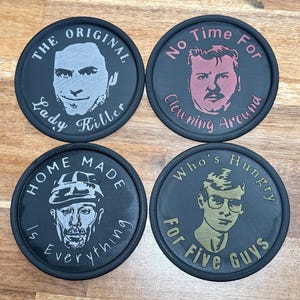 THE ORIGINAL
Lady Killer
No Time For
Clowning Around
HOME MADE
Is Everything
Who's Hungry
For Five Guys